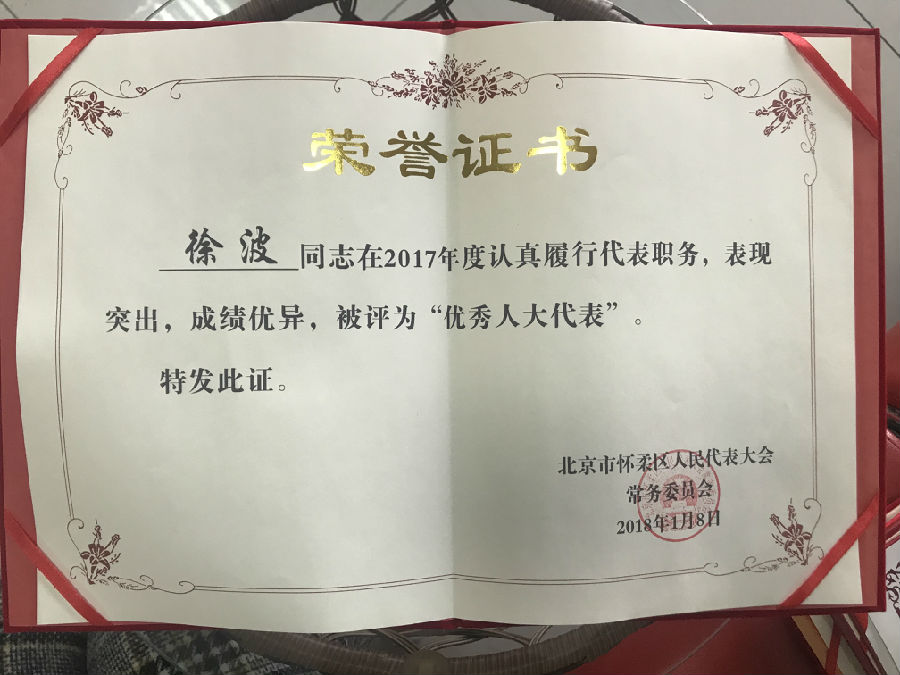 荣誉证书
徐波同志在2017年度认真履行代表职务，表现
突出，成绩优异，被评为“优秀人大代表”。
特发此证。
北京市怀柔区人民代表大会
常务委员会
2018年1月8日